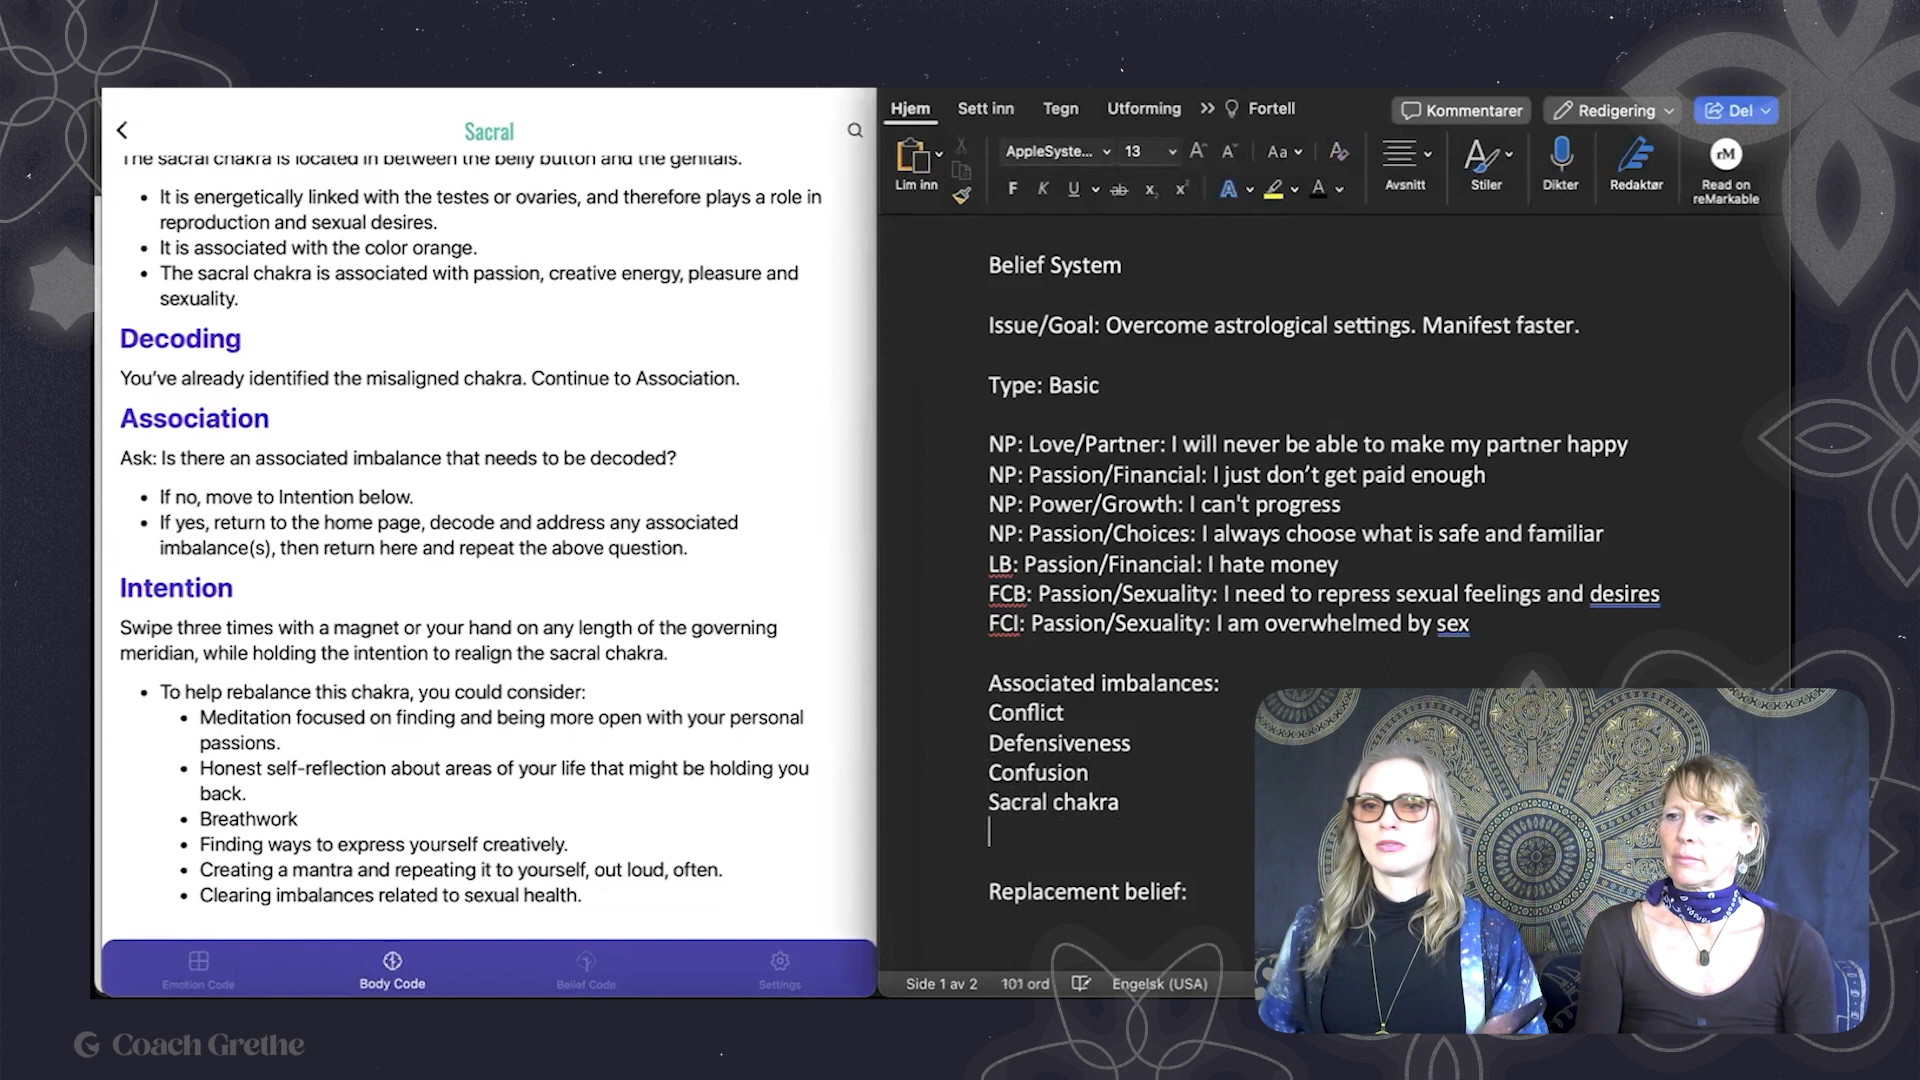 Sacral
The sacral chakra is located in between the belly button and the genitals.
• It is energetically linked with the testes or ovaries, and therefore plays a role in
reproduction and sexual desires.
• It is associated with the color orange.
• The sacral chakra is associated with passion, creative energy, pleasure and
sexuality.
Decoding
You've already identified the misaligned chakra. Continue to Association.
Association
Ask: Is there an associated imbalance that needs to be decoded?
• If no, move to Intention below.
• If yes, return to the home page, decode and address any associated
imbalance(s), then return here and repeat the above question.
Intention
Swipe three times with a magnet or your hand on any length of the governing
meridian, while holding the intention to realign the sacral chakra.
• To help rebalance this chakra, you could consider:
• Meditation focused on finding and being more open with your personal
passions.
• Honest self-reflection about areas of your life that might be holding you
back.
• Breathwork
• Finding ways to express yourself creatively.
• Creating a mantra and repeating it to yourself, out loud, often.
• Clearing imbalances related to sexual health.
Emotion Code
Body Code
Belief Code
Settings
Hjem Sett inn Tegn Utforming >> Fortell
Kommentarer Redigering Del
AppleSyste... 13 A A Aa A
Lim inn
F K U ab x x² A A
Avsnitt
Stiler
Dikter
Redaktør
rM
Read on
reMarkable
Belief System
Issue/Goal: Overcome astrological settings. Manifest faster.
Type: Basic
NP: Love/Partner: I will never be able to make my partner happy
NP: Passion/Financial: I just don't get paid enough
NP: Power/Growth: I can't progress
NP: Passion/Choices: I always choose what is safe and familiar
LB: Passion/Financial: I hate money
FCB: Passion/Sexuality: I need to repress sexual feelings and desires
FCI: Passion/Sexuality: I am overwhelmed by sex
Associated imbalances:
Conflict
Defensiveness
Confusion
Sacral chakra
Replacement belief:
Side 1 av 2 101 ord Engelsk (USA)
Coach Grethe